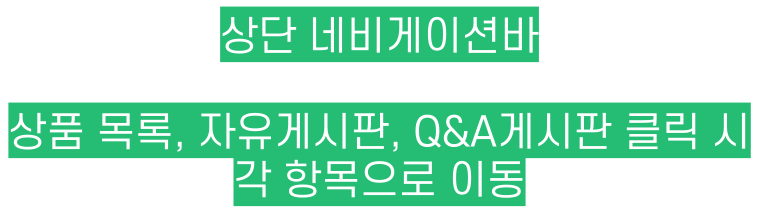 상단 네비게이션바
상품 목록, 자유게시판, Q&A게시판 클릭 시
각 항목으로 이동